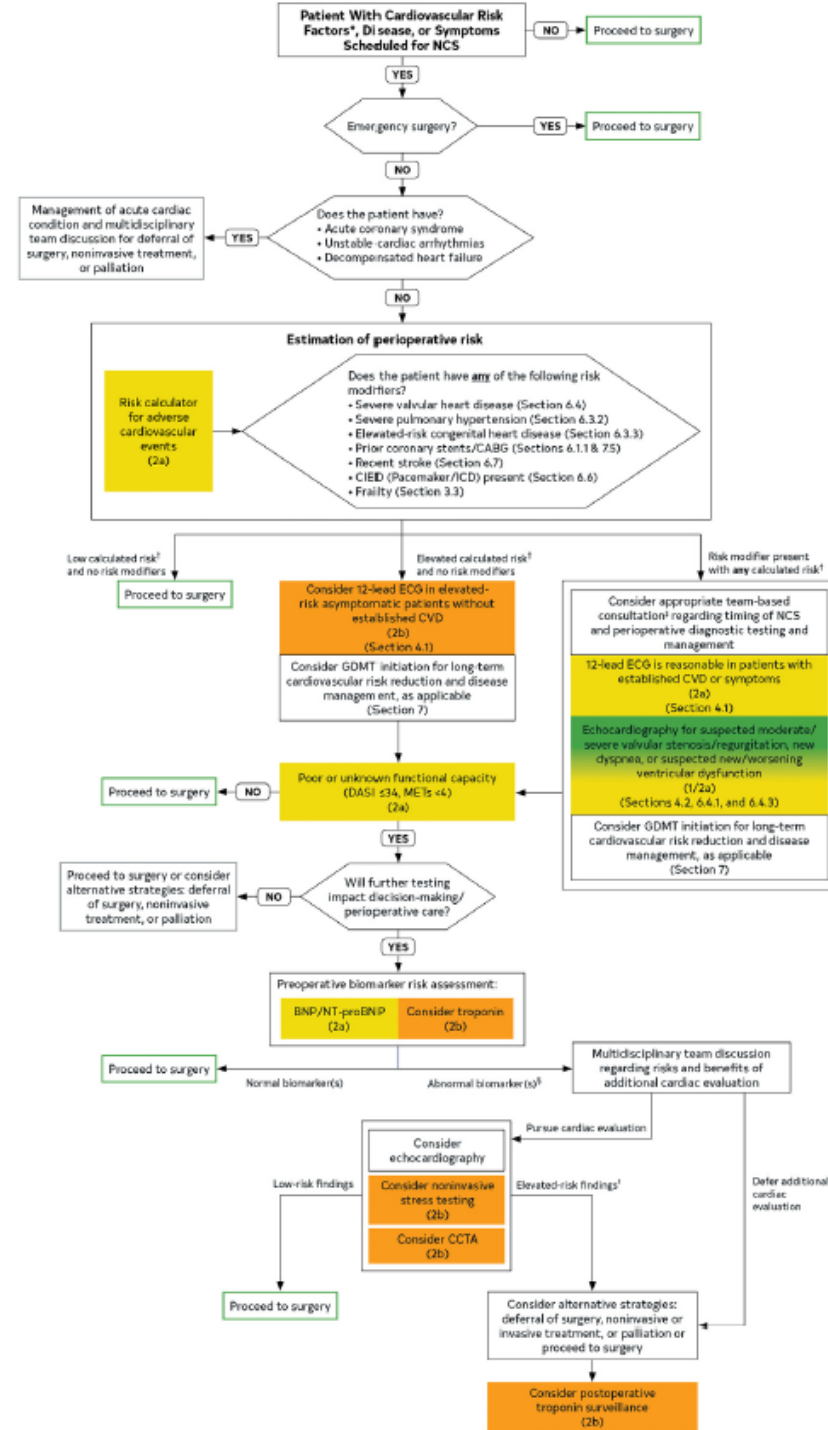 Patient With Cardiovascular Risk
Factors*, Disease, or Symptoms
Scheduled for NCS
NO
Proceed to surgery
YES
Emergency surgery?
YES
Proceed to surgery
NO
Management of acute cardiac
condition and multidisciplinary
team discussion for deferral of
surgery, noninvasive treatment,
or palliation
YES
Does the patient have?
• Acute coronary syndrome
• Unstable-cardiac arrhythmias
• Decompensated heart failure
NO
Estimation of perioperative risk
Risk calculator
for adverse
cardiovascular
events
(2a)
Does the patient have any of the following risk
modifiers?
• Severe valvular heart disease (Section 6.4)
• Severe pulmonary hypertension (Section 6.3.2)
• Elevated-risk congenital heart disease (Section 6.3.3)
• Prior coronary stents/CABG (Sections 6.1.1 & 7.5)
• Recent stroke (Section 6.7)
• CIED (Pacemaker/ICD) present (Section 6.6)
• Frailty (Section 3.3)
Low calculated risk†
and no risk modifiers
Elevated calculated risk†
and no risk modifiers
Risk modifier present
with any calculated risk†
Proceed to surgery
Consider 12-lead ECG in elevated-
risk asymptomatic patients without
established CVD
(2b)
(Section 4.1)
Consider GDMT initiation for long-term
cardiovascular risk reduction and disease
management, as applicable
(Section 7)
Consider appropriate team-based
consultation‡ regarding timing of NCS
and perioperative diagnostic testing and
management
12-lead ECG is reasonable in patients with
established CVD or symptoms
(2a)
(Section 4.1)
Echocardiography for suspected moderate/
severe valvular stenosis/regurgitation, new
dyspnea, or suspected new/worsening
ventricular dysfunction
(1/2a)
(Sections 4.2, 6.4.1, and 6.4.3)
Consider GDMT initiation for long-term
cardiovascular risk reduction and disease
management, as applicable
(Section 7)
Proceed to surgery
NO
Poor or unknown functional capacity
(DASI ≤34, METs <4)
(2a)
YES
Proceed to surgery or consider
alternative strategies: deferral
of surgery, noninvasive
treatment, or palliation
NO
Will further testing
impact decision-making/
perioperative care?
YES
Preoperative biomarker risk assessment:
BNP/NT-proBNP
(2a)
Consider troponin
(2b)
Proceed to surgery
Normal biomarker(s)
Abnormal biomarker(s)§
Multidisciplinary team discussion
regarding risks and benefits of
additional cardiac evaluation
Pursue cardiac evaluation
Consider
echocardiography
Low-risk findings
Consider noninvasive
stress testing
(2b)
Elevated-risk findings
Defer additional
cardiac
evaluation
Consider CCTA
(2b)
Proceed to surgery
Consider alternative strategies:
deferral of surgery, noninvasive or
invasive treatment, or palliation or
proceed to surgery
Consider postoperative
troponin surveillance
(2b)